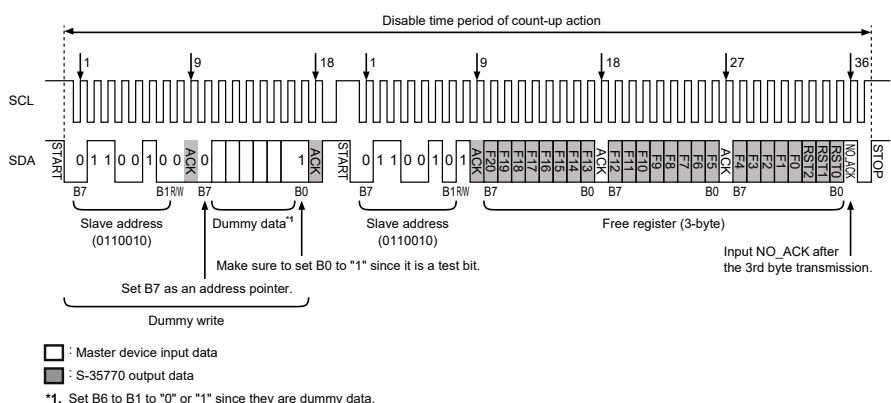 Disable time period of count-up action
1 9 18 1 9 18 27 36
SCL
SDA START 0 1 1 0 0 1 0 0 ACK 0 1 ACK START 0 1 1 0 0 1 0 1 ACK F20 F19 F18 F17 F16 F15 F14 F13 ACK F12 F11 F10 F9 F8 F7 F6 F5 ACK F4 F3 F2 F1 F0 RST2 RST1 RST0 NO_ACK STOP
B7 B1 R/W B7 B0 B7 B1 R/W B7 B0 B7 B0 B7 B0
Slave address
(0110010)
Dummy data*1
Slave address
(0110010)
Free register (3-byte)
Make sure to set B0 to "1" since it is a test bit.
Input NO_ACK after
the 3rd byte transmission.
Set B7 as an address pointer.
Dummy write
: Master device input data
: S-35770 output data
*1. Set B6 to B1 to "0" or "1" since they are dummy data.